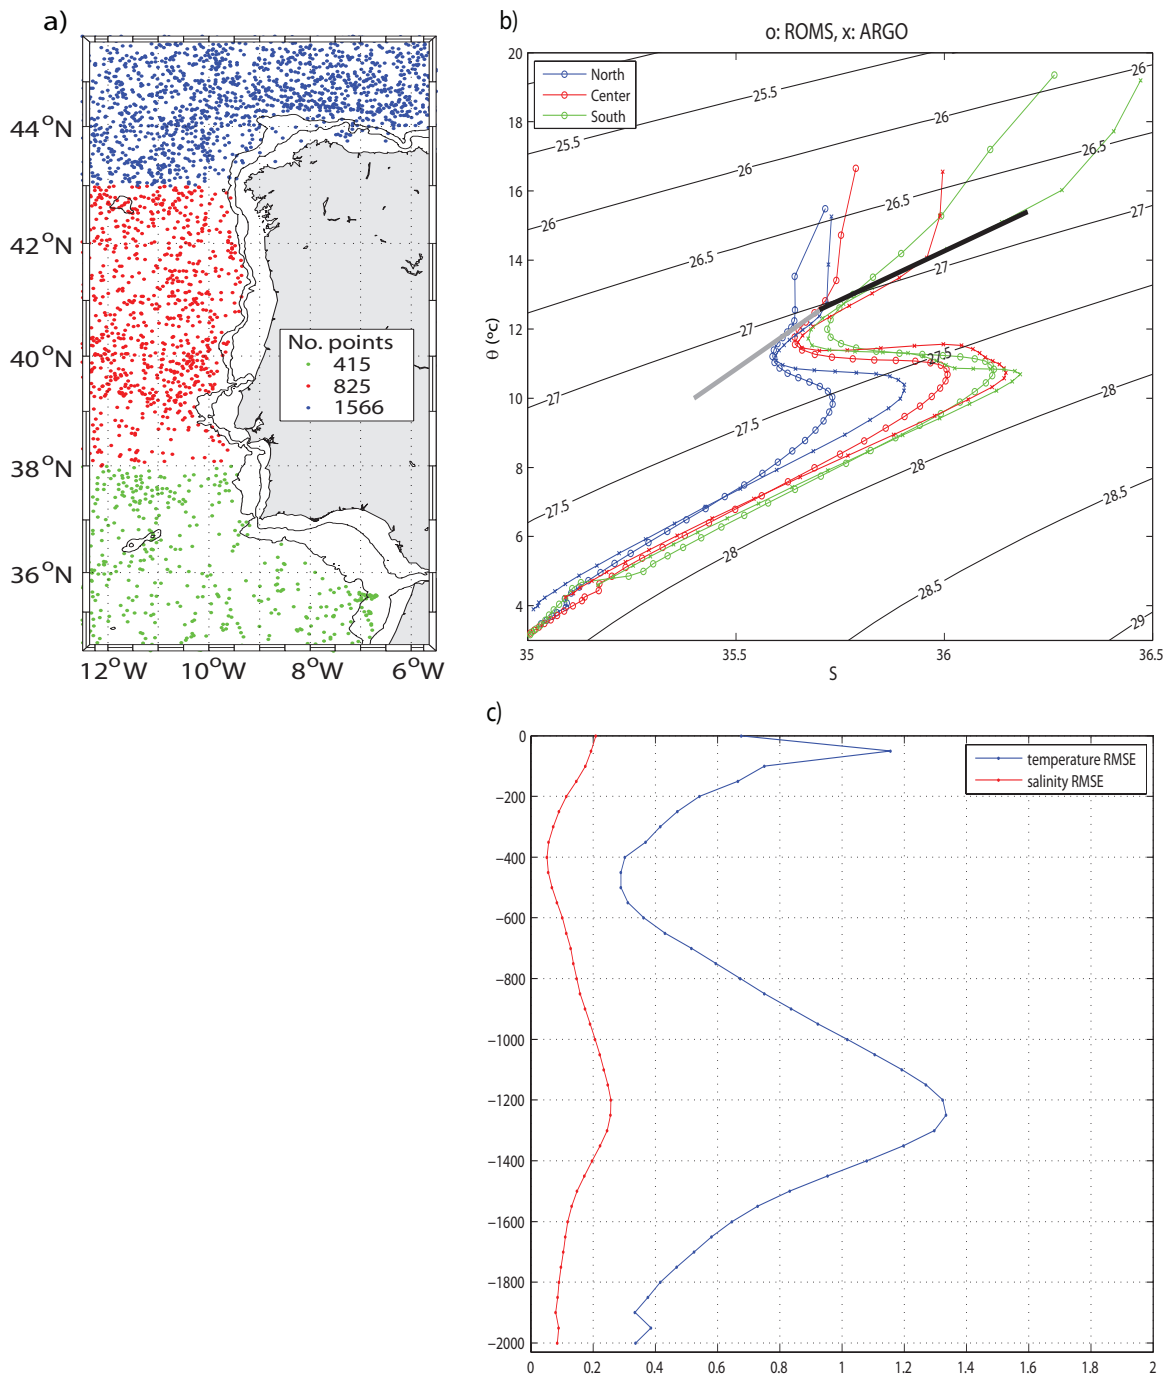 a)
44°N
42°N
40°N
38°N
36°N
12°W
10°W
8°W
6°W
No. points
415
825
1566
b)
o: ROMS, x: ARGO
North
Center
South
20
18
16
14
12
10
8
6
4
θ (°c)
35
35.5
36
36.5
S
25.5
25.5
26
26
26
26.5
26.5
26.5
27
27
27
27
27.5
27.5
27.5
28
28
28
28.5
28.5
29
c)
temperature RMSE
salinity RMSE
0
−200
−400
−600
−800
−1000
−1200
−1400
−1600
−1800
−2000
0
0.2
0.4
0.6
0.8
1
1.2
1.4
1.6
1.8
2